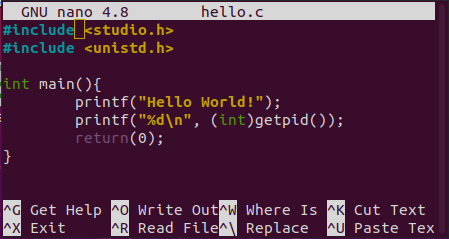 GNU nano 4.8 hello.c
#include <studio.h>
#include <unistd.h>
int main(){
printf("Hello World!");
printf("%d\n", (int)getpid());
return(0);
}
^G Get Help ^O Write Out ^W Where Is ^K Cut Text
^X Exit ^R Read File ^\ Replace ^U Paste Tex